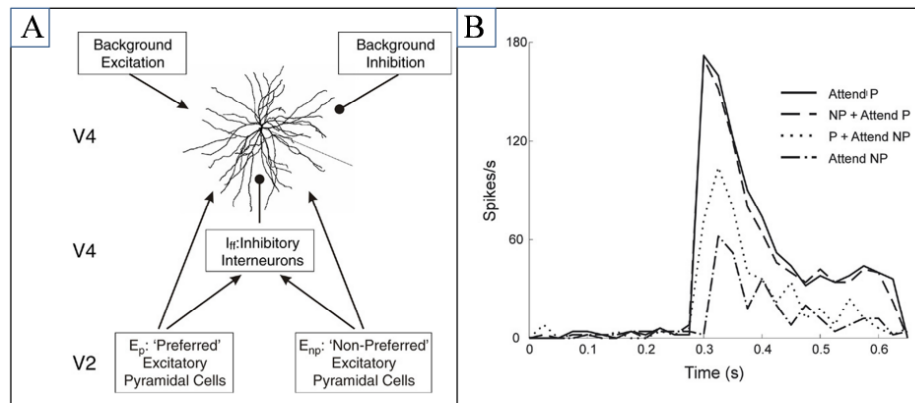 A
Background
Excitation
Background
Inhibition
V4
V4
I ff:Inhibitory
Interneurons
V2
Ep: 'Preferred'
Excitatory
Pyramidal Cells
Enp: 'Non-Preferred'
Excitatory
Pyramidal Cells
B
180
120
60
0
Spikes/s
Attend P
NP + Attend P
P + Attend NP
Attend NP
0 0.1 0.2 0.3 0.4 0.5 0.6
Time (s)